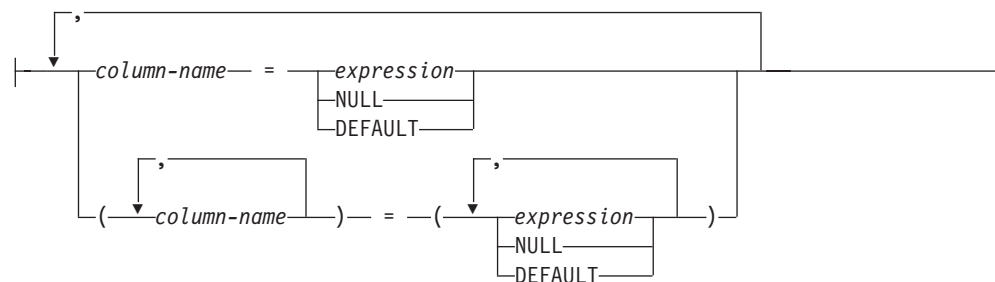 ,
column-name = expression
NULL
DEFAULT
, ,
( column-name ) = ( expression )
NULL
DEFAULT